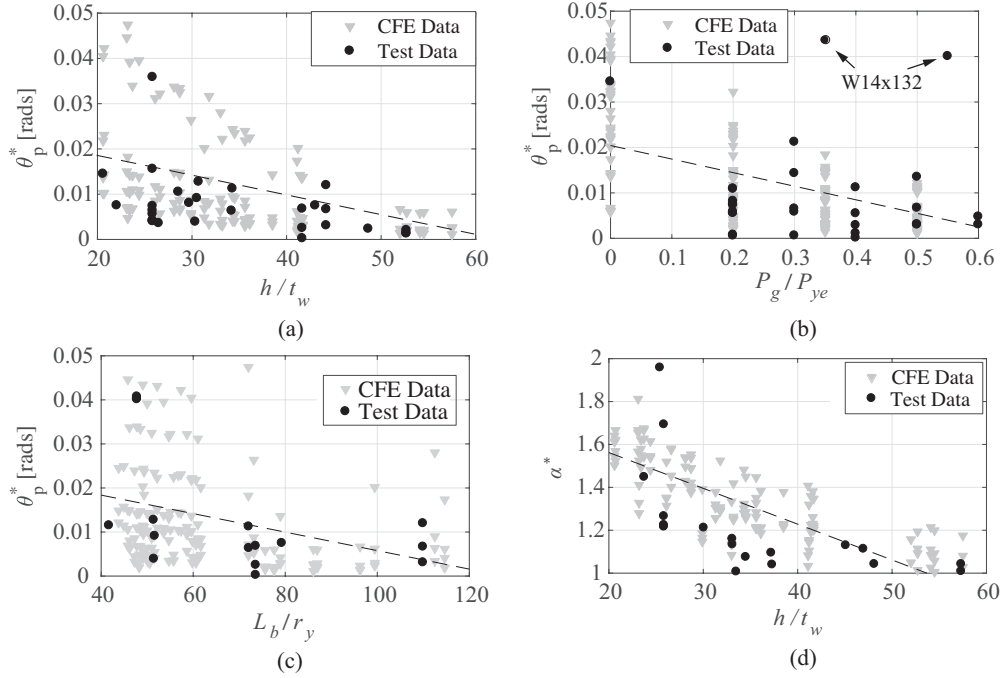 0.05
0.04
0.03
0.02
0.01
0
θ*p [rads]
CFE Data
Test Data
20 30 40 50 60
h/tw
(a)
0.05
0.04
0.03
0.02
0.01
0
θ*p [rads]
CFE Data
Test Data
W14x132
0 0.1 0.2 0.3 0.4 0.5 0.6
Pg/Pye
(b)
0.05
0.04
0.03
0.02
0.01
0
θ*p [rads]
CFE Data
Test Data
40 60 80 100 120
Lb/ry
(c)
2
1.8
1.6
1.4
1.2
1
α*
CFE Data
Test Data
20 30 40 50 60
h/tw
(d)